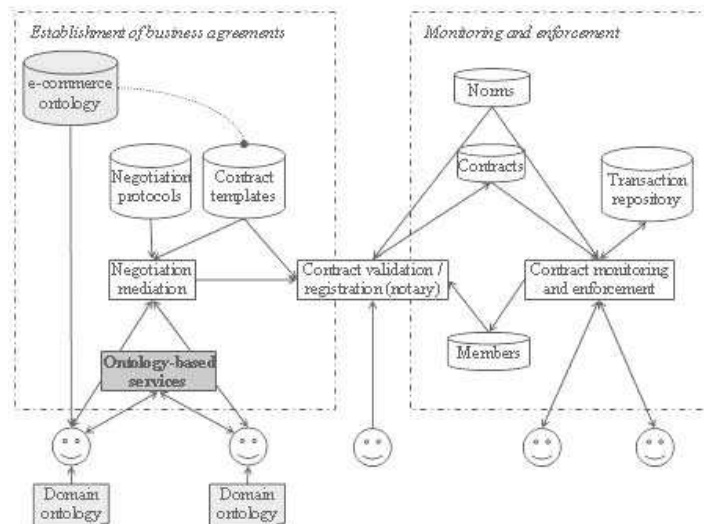 Establishment of business agreements
Monitoring and enforcement
e-commerce
ontology
Norms
Negotiation
protocols
Contract
templates
Contracts
Transaction
repository
Negotiation
mediation
Contract validation /
registration (notary)
Contract monitoring
and enforcement
Members
Ontology-based
services
Domain
ontology
Domain
ontology